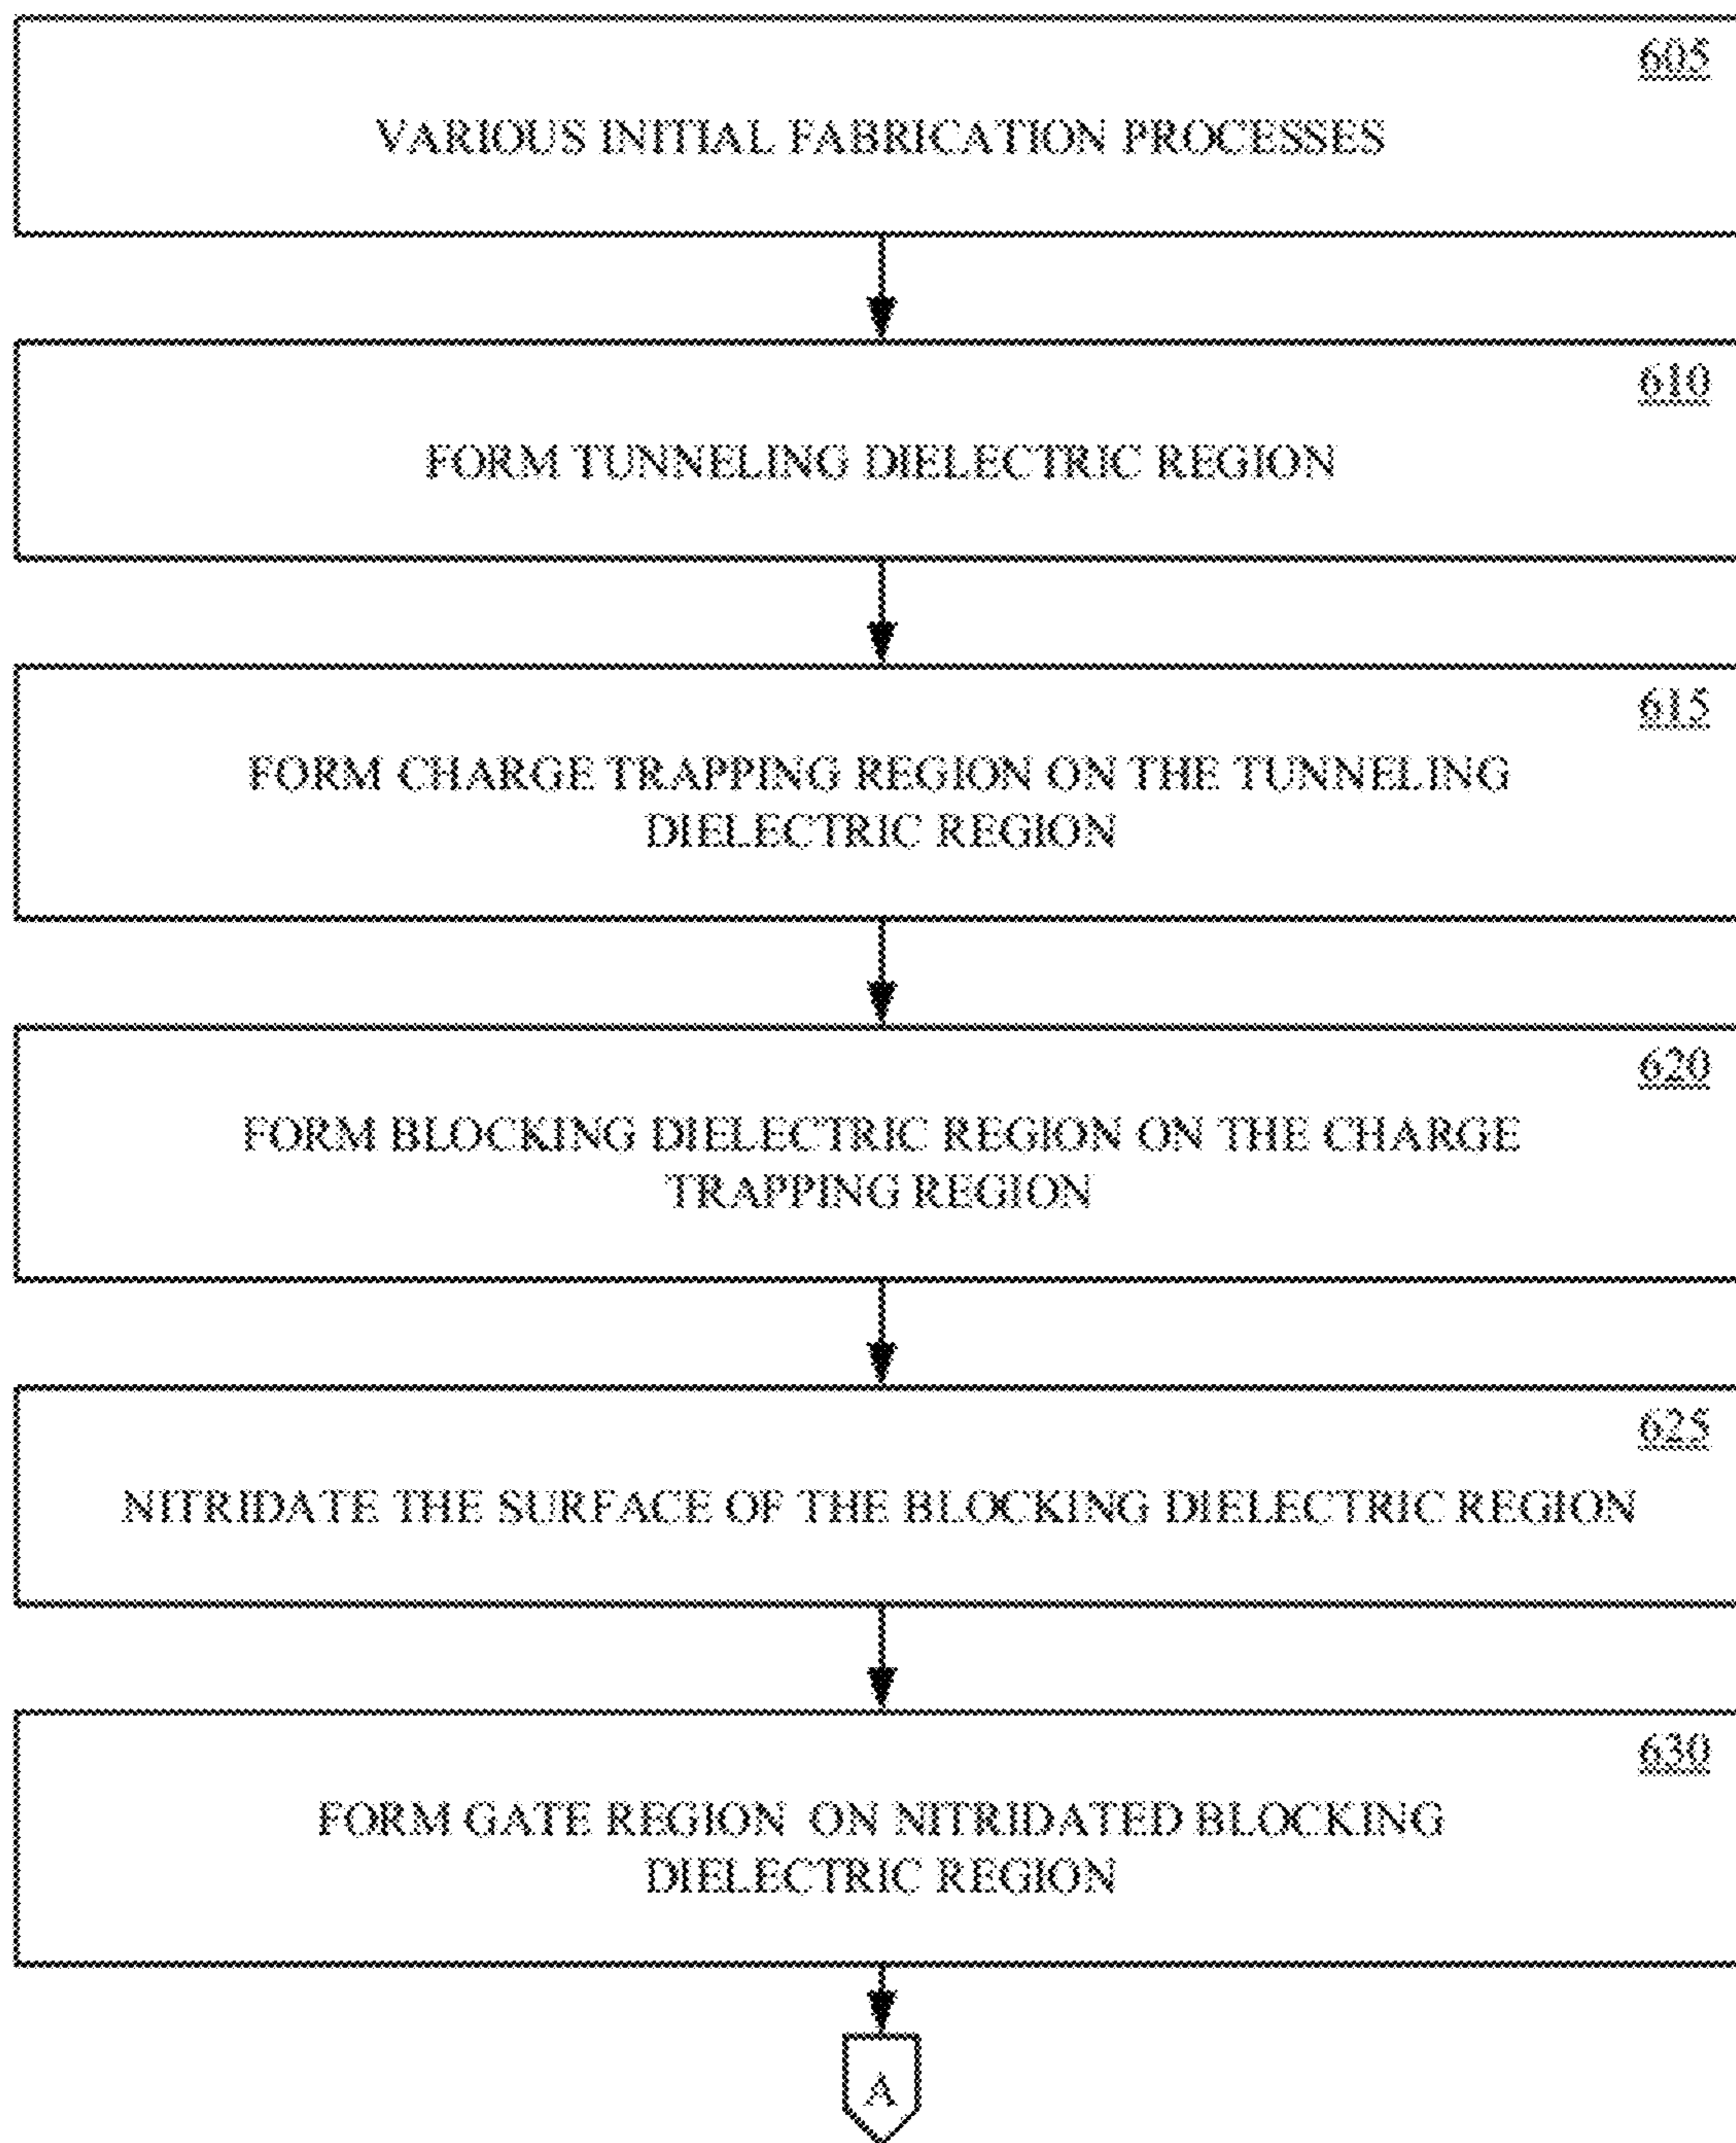 605
VARIOUS INITIAL FABRICATION PROCESSES
610
FORM TUNNELING DIELECTRIC REGION
615
FORM CHARGE TRAPPING REGION ON THE TUNNELING
DIELECTRIC REGION
620
FORM BLOCKING DIELECTRIC REGION ON THE CHARGE
TRAPPING REGION
625
NITRIDATE THE SURFACE OF THE BLOCKING DIELECTRIC REGION
630
FORM GATE REGION ON NITRIDATED BLOCKING
DIELECTRIC REGION
A